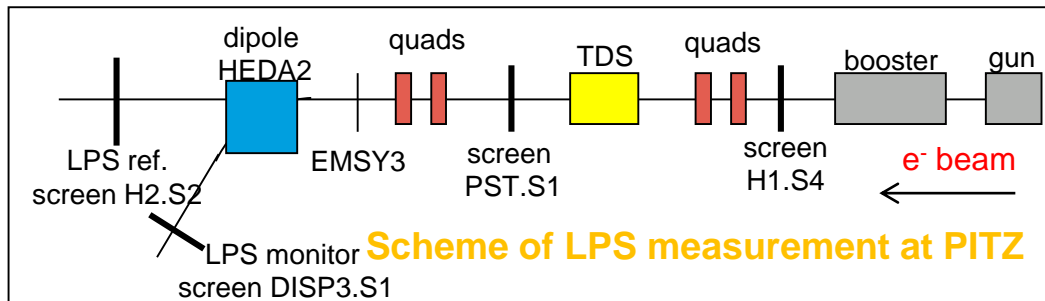 dipole
HEDA2
quads
TDS
quads
booster
gun
LPS ref.
screen H2.S2
EMSY3
screen
PST.S1
screen
H1.S4
e- beam
LPS monitor
screen DISP3.S1
Scheme of LPS measurement at PITZ